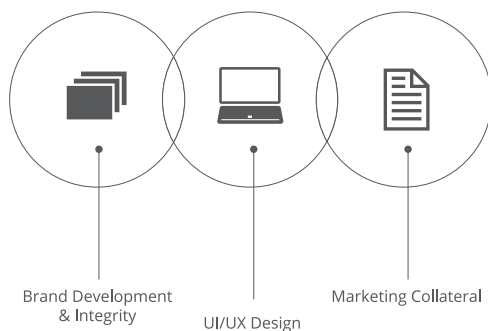 Brand Development
& Integrity
UI/UX Design
Marketing Collateral